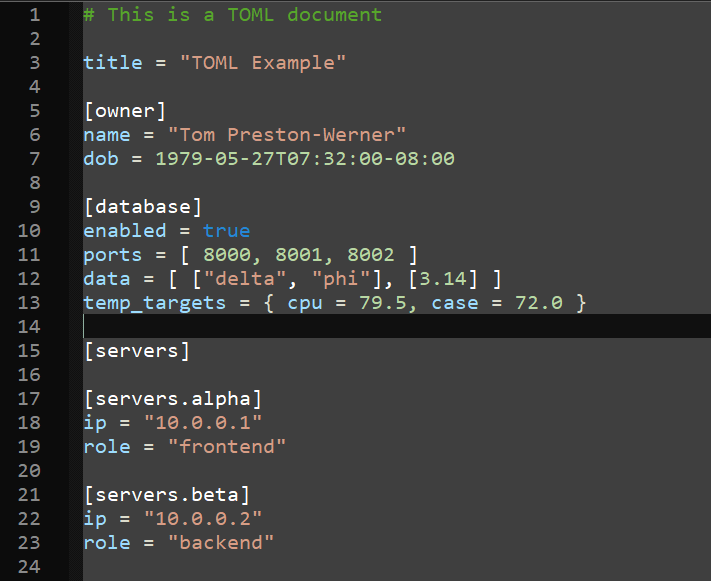 1 # This is a TOML document
2
3 title = "TOML Example"
4
5 [owner]
6 name = "Tom Preston-Werner"
7 dob = 1979-05-27T07:32:00-08:00
8
9 [database]
10 enabled = true
11 ports = [ 8000, 8001, 8002 ]
12 data = [ ["delta", "phi"], [3.14] ]
13 temp_targets = { cpu = 79.5, case = 72.0 }
14
15 [servers]
16
17 [servers.alpha]
18 ip = "10.0.0.1"
19 role = "frontend"
20
21 [servers.beta]
22 ip = "10.0.0.2"
23 role = "backend"
24